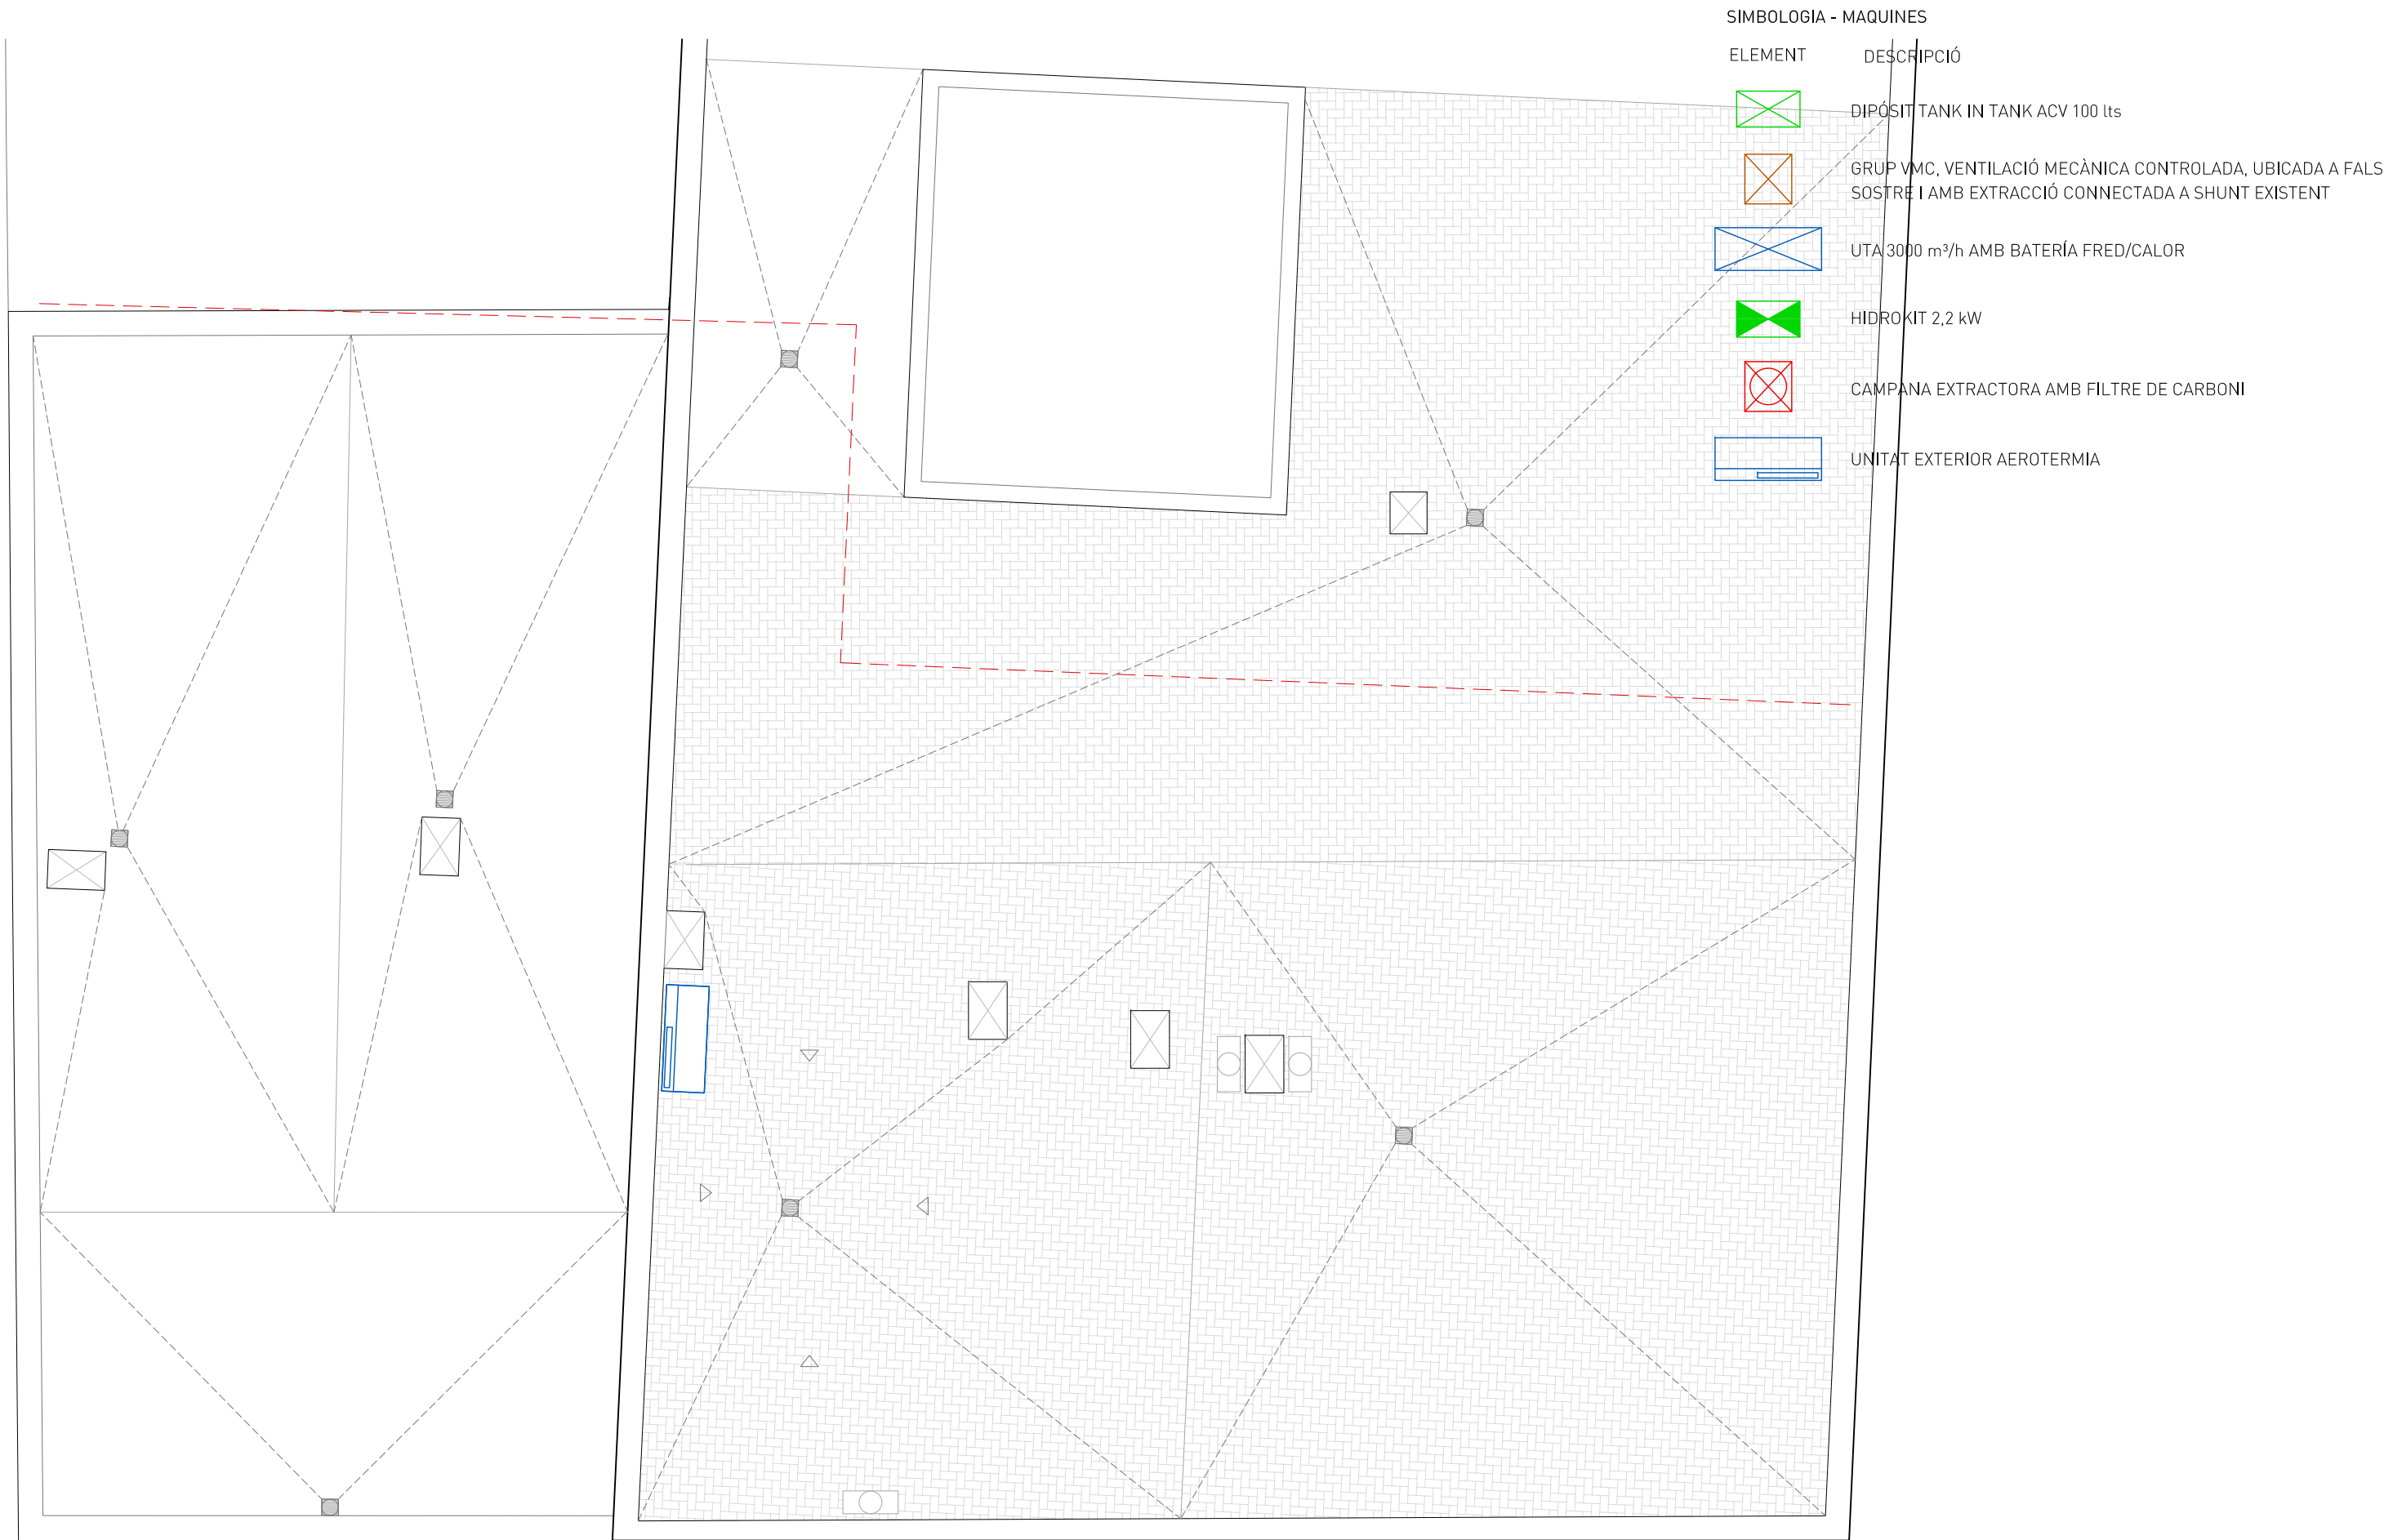 SIMBOLOGIA - MAQUINES
ELEMENT DESCRIPCIÓ
DIPÓSIT TANK IN TANK ACV 100 lts
GRUP VMC, VENTILACIÓ MECÀNICA CONTROLADA, UBICADA A FALS
SOSTRE I AMB EXTRACCIÓ CONNECTADA A SHUNT EXISTENT
UTA 3000 m³/h AMB BATERÍA FRED/CALOR
HIDROKIT 2,2 kW
CAMPANA EXTRACTORA AMB FILTRE DE CARBONI
UNITAT EXTERIOR AEROTERMIA